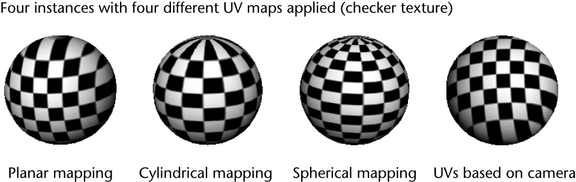 Four instances with four different UV maps applied (checker texture)
Planar mapping Cylindrical mapping Spherical mapping UVs based on camera